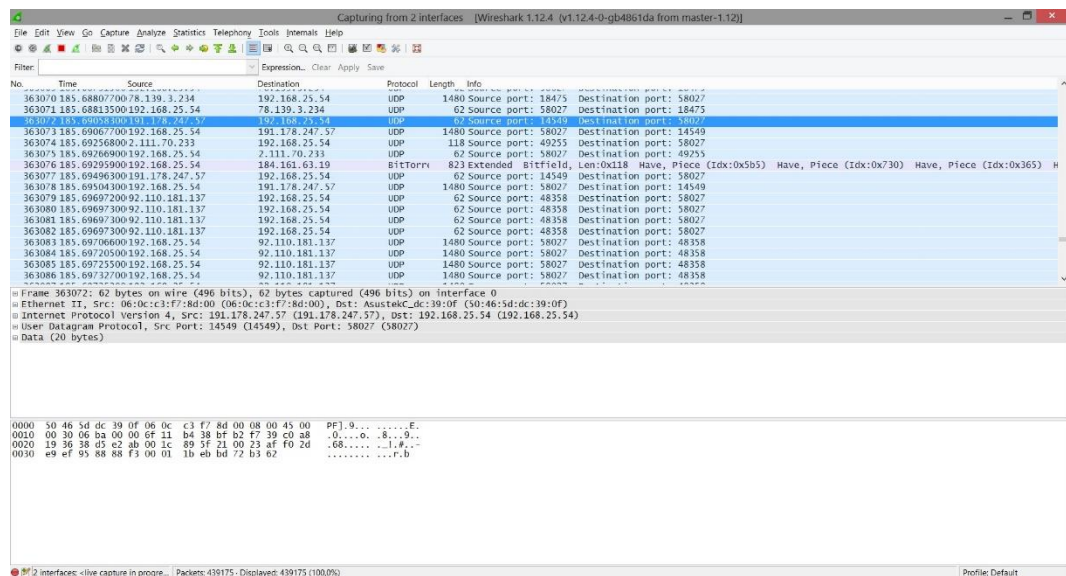 Capturing from 2 interfaces [Wireshark 1.12.4 (v1.12.4-0-gb4861da from master-1.12)]
File Edit View Go Capture Analyze Statistics Telephony Tools Internals Help
Filter: Expression... Clear Apply Save
No. Time Source Destination Protocol Length Info
363070 185.68807700 78.139.3.234 192.168.25.54 UDP 1480 Source port: 18475 Destination port: 58027
363071 185.68813500 192.168.25.54 78.139.3.234 UDP 62 Source port: 58027 Destination port: 18475
363072 185.69058300 191.178.247.57 192.168.25.54 UDP 62 Source port: 14549 Destination port: 58027
363073 185.69067700 192.168.25.54 191.178.247.57 UDP 1480 Source port: 58027 Destination port: 14549
363074 185.69256800 2.111.70.233 192.168.25.54 UDP 118 Source port: 49255 Destination port: 58027
363075 185.69266900 192.168.25.54 2.111.70.233 UDP 62 Source port: 58027 Destination port: 49255
363076 185.69295900 192.168.25.54 184.161.63.19 BitTorre 823 Extended Bitfield, Len:0x118 Have, Piece (Idx:0x5b5) Have, Piece (Idx:0x730) Have, Piece (Idx:0x365) H
363077 185.69496300 191.178.247.57 192.168.25.54 UDP 62 Source port: 14549 Destination port: 58027
363078 185.69504300 192.168.25.54 191.178.247.57 UDP 1480 Source port: 58027 Destination port: 14549
363079 185.69697200 92.110.181.137 192.168.25.54 UDP 62 Source port: 48358 Destination port: 58027
363080 185.69697300 92.110.181.137 192.168.25.54 UDP 62 Source port: 48358 Destination port: 58027
363081 185.69697300 92.110.181.137 192.168.25.54 UDP 62 Source port: 48358 Destination port: 58027
363082 185.69697300 92.110.181.137 192.168.25.54 UDP 62 Source port: 48358 Destination port: 58027
363083 185.69706600 192.168.25.54 92.110.181.137 UDP 1480 Source port: 58027 Destination port: 48358
363084 185.69720500 192.168.25.54 92.110.181.137 UDP 1480 Source port: 58027 Destination port: 48358
363085 185.69725500 192.168.25.54 92.110.181.137 UDP 1480 Source port: 58027 Destination port: 48358
363086 185.69732700 192.168.25.54 92.110.181.137 UDP 1480 Source port: 58027 Destination port: 48358
Frame 363072: 62 bytes on wire (496 bits), 62 bytes captured (496 bits) on interface 0
Ethernet II, Src: 06:0c:c3:f7:8d:00 (06:0c:c3:f7:8d:00), Dst: AsustekC_dc:39:0f (50:46:5d:dc:39:0f)
Internet Protocol Version 4, Src: 191.178.247.57 (191.178.247.57), Dst: 192.168.25.54 (192.168.25.54)
User Datagram Protocol, Src Port: 14549 (14549), Dst Port: 58027 (58027)
Data (20 bytes)
0000 50 46 5d dc 39 0f 06 0c c3 f7 8d 00 08 00 45 00 PF].9... ......E.
0010 00 30 06 ba 00 00 6f 11 b4 38 bf b2 f7 39 c0 a8 .0....o. .8...9..
0020 19 36 38 d5 e2 ab 00 1c 89 5f 21 00 23 af f0 2d .68..... ._!.#..-
0030 e9 ef 95 88 88 f3 00 01 1b eb bd 72 b3 62 ........ ...r.b
2 interfaces: <live capture in progre... Packets: 439175 · Displayed: 439175 (100,0%) Profile: Default